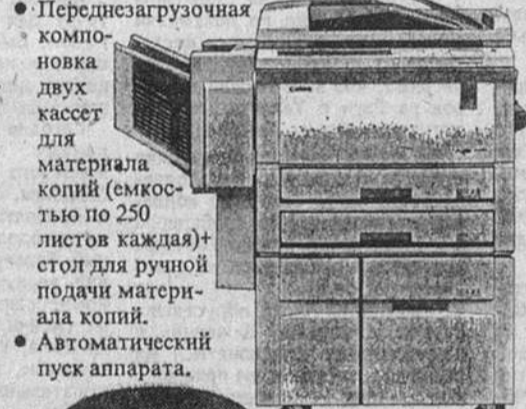 • Переднезагрузочная
компо-
новка
двух
кассет
для
материала
копий (емкос-
тью по 250
листов каждая)+
стол для ручной
подачи матери-
ала копий.
• Автоматический
пуск аппарата.
Canon